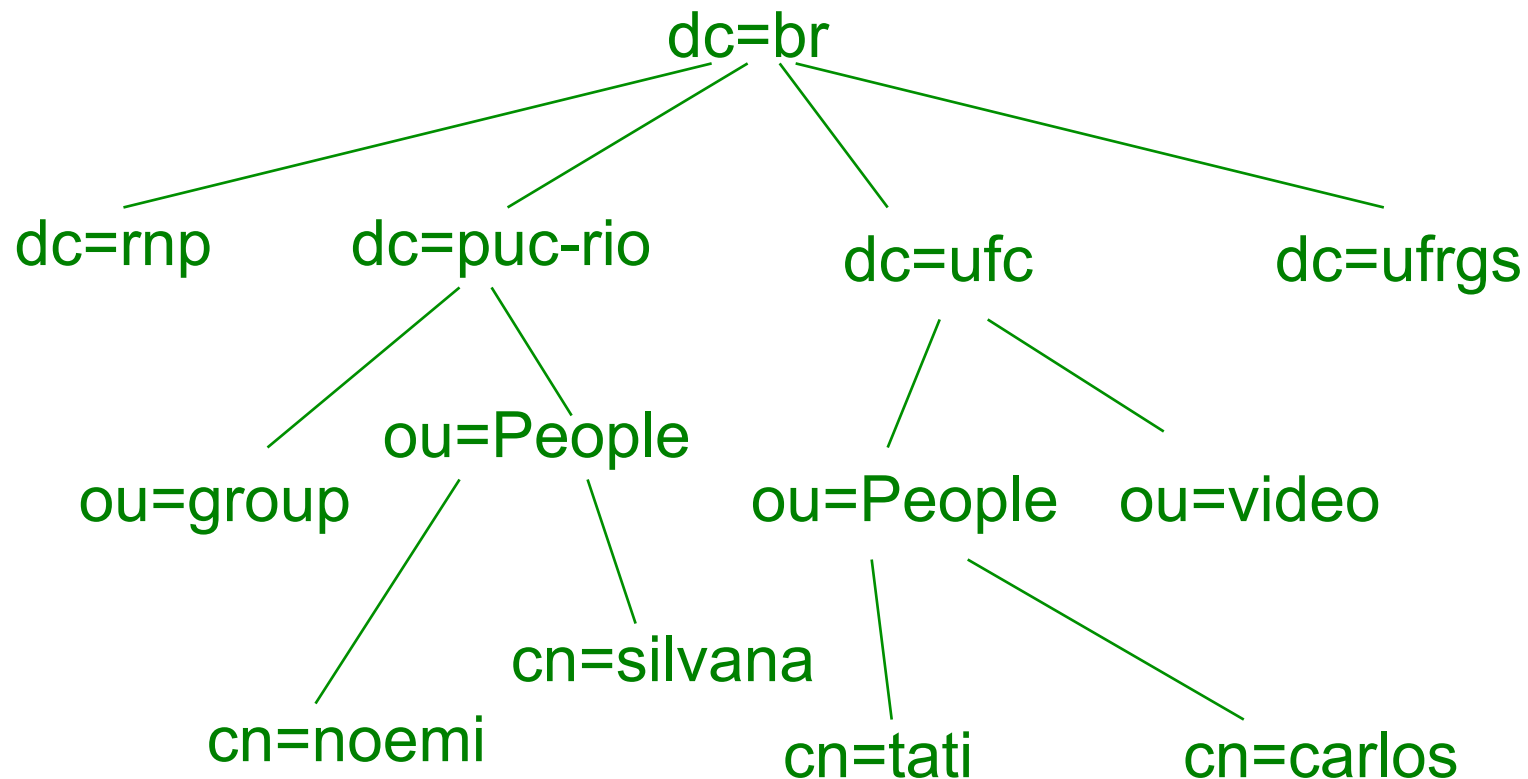 dc=br
dc=rnp
dc=puc-rio
dc=ufc
dc=ufrgs
ou=group
ou=People
ou=People
ou=video
cn=noemi
cn=silvana
cn=tati
cn=carlos